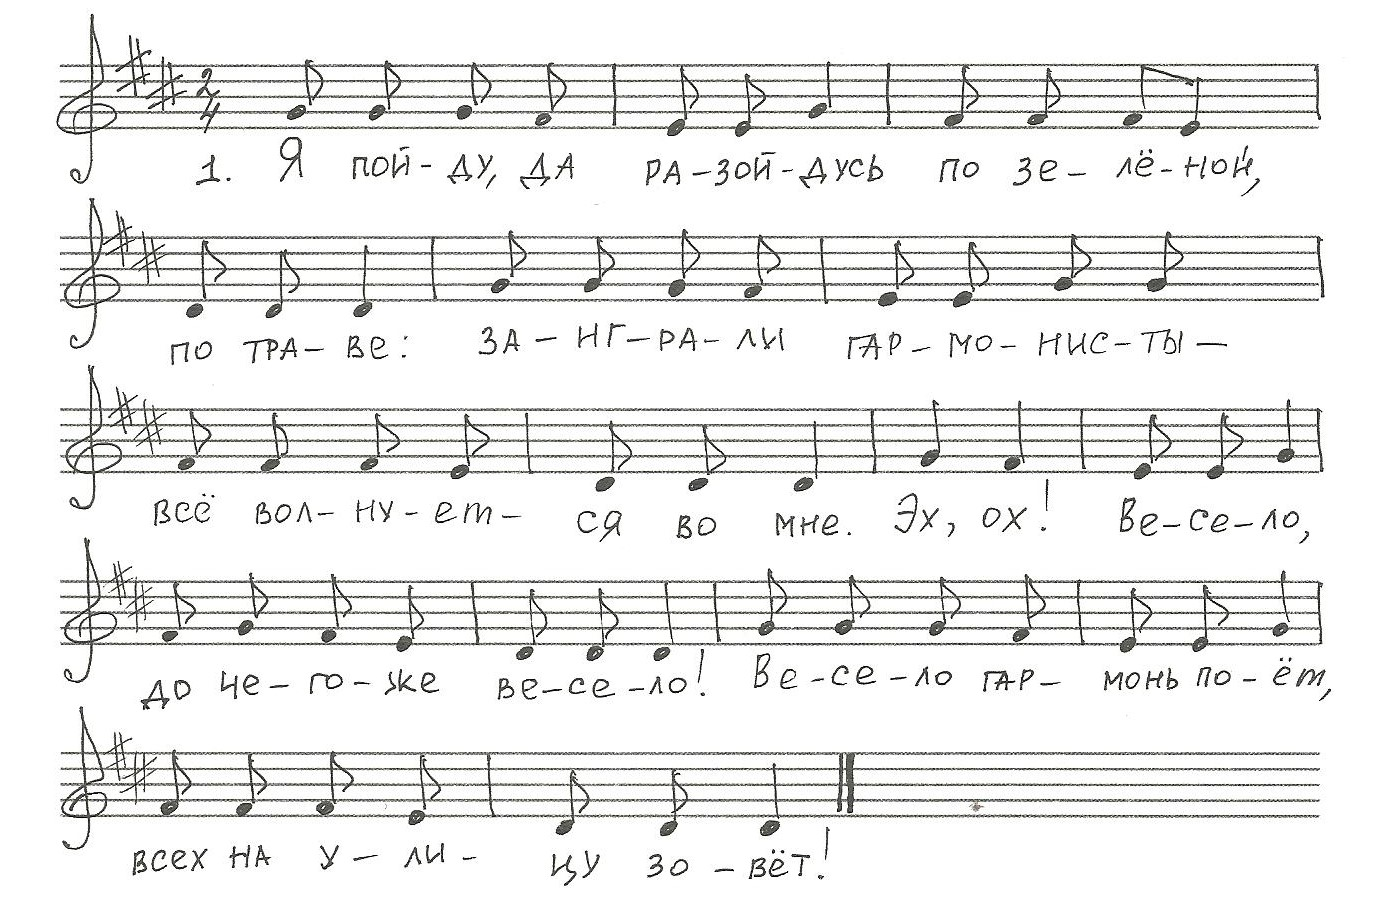 2 4
1. Я ПОЙ- ДУ, ДА РА-ЗОЙ-ДУСЬ ПО ЗЕ- ЛЁ-НОЙ,
ПО ТРА- ВЕ: ЗА- ИГ-РА- ЛИ ГАР- МО- НИС-ТЫ-
ВСЁ ВОЛ- НУ-ЕТ- СЯ ВО МНЕ. ЭХ, ОХ! ВЕ-СЕ-ЛО,
ДО ЧЕ- ГО-ЖЕ ВЕ-СЕ-ЛО! ВЕ-СЕ-ЛО ГАР- МОНЬ ПО-ЁТ,
ВСЕХ НА У- ЛИ- ЦУ ЗО-ВЁТ!